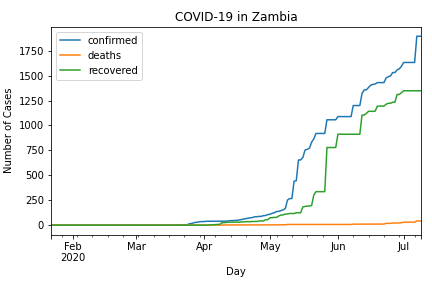 COVID-19 in Zambia
confirmed
deaths
recovered
Number of Cases
1750
1500
1250
1000
750
500
250
0
Feb
2020
Mar
Apr
May
Jun
Jul
Day